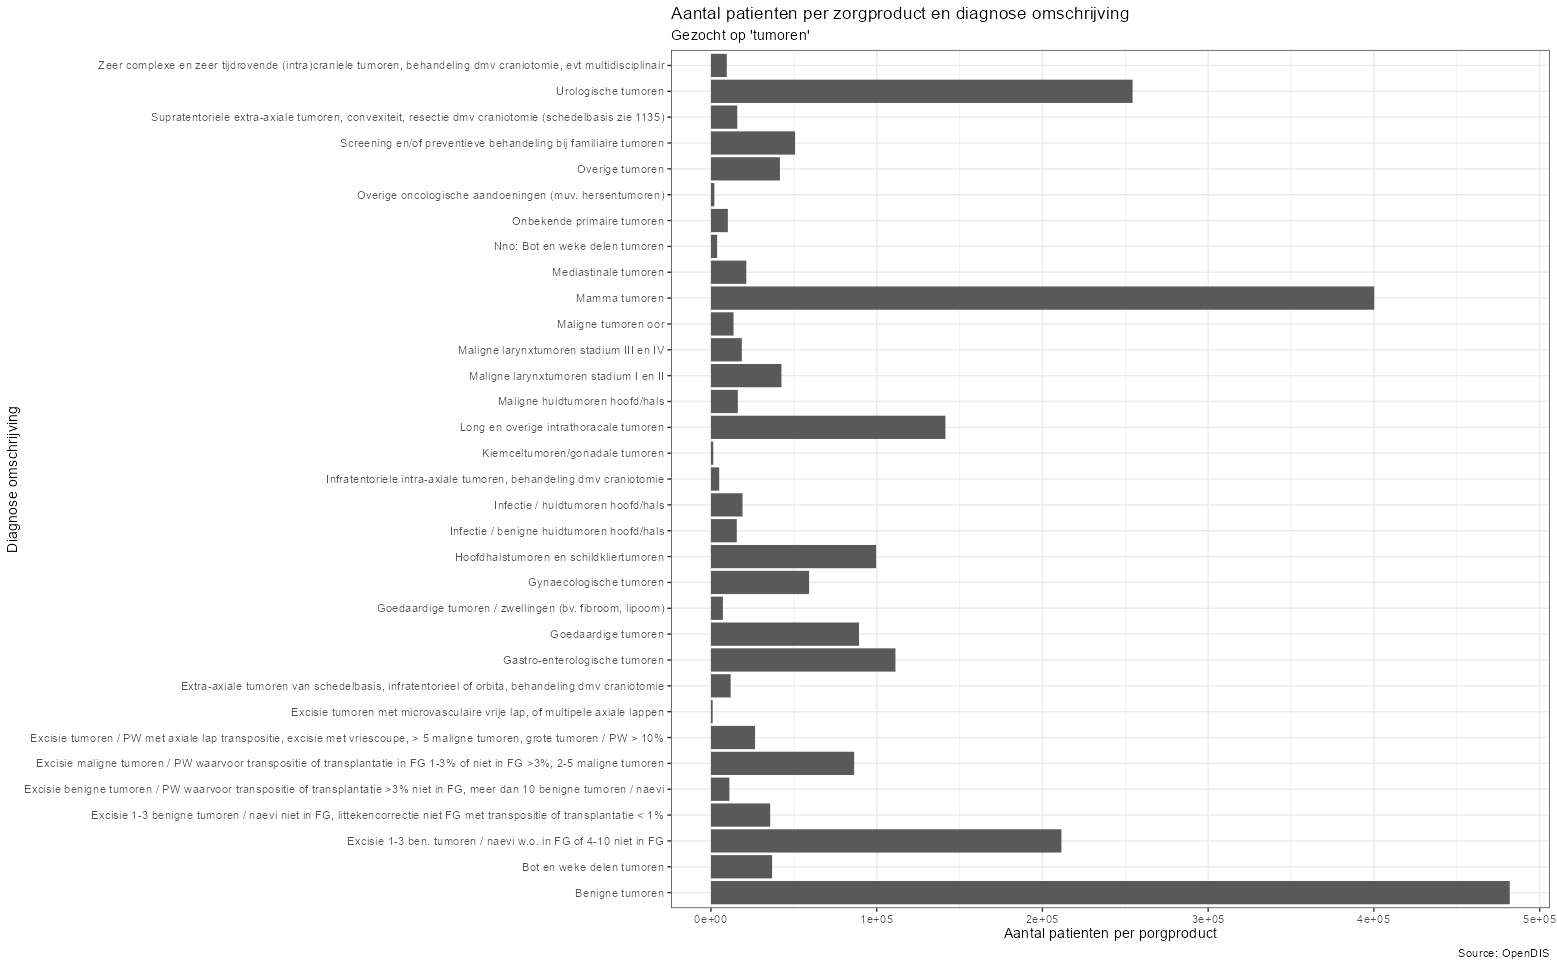 Aantal patienten per zorgproduct en diagnose omschrijving
Gezocht op 'tumoren'
Diagnose omschrijving
Zeer complexe en zeer tijdrovende (intra)craniele tumoren, behandeling dmv craniotomie, evt multidisciplinair
Urologische tumoren
Supratentoriele extra-axiale tumoren, convexiteit, resectie dmv craniotomie (schedelbasis zie 1135)
Screening en/of preventieve behandeling bij familiaire tumoren
Overige tumoren
Overige oncologische aandoeningen (muv. hersentumoren)
Onbekende primaire tumoren
Nno: Bot en weke delen tumoren
Mediastinale tumoren
Mamma tumoren
Maligne tumoren oor
Maligne larynxtumoren stadium III en IV
Maligne larynxtumoren stadium I en II
Maligne huidtumoren hoofd/hals
Long en overige intrathoracale tumoren
Kiemceltumoren/gonadale tumoren
Infratentoriele intra-axiale tumoren, behandeling dmv craniotomie
Infectie / huidtumoren hoofd/hals
Infectie / benigne huidtumoren hoofd/hals
Hoofdhalstumoren en schildkliertumoren
Gynaecologische tumoren
Goedaardige tumoren / zwellingen (bv. fibroom, lipoom)
Goedaardige tumoren
Gastro-enterologische tumoren
Extra-axiale tumoren van schedelbasis, infratentorieel of orbita, behandeling dmv craniotomie
Excisie tumoren met microvasculaire vrije lap, of multipele axiale lappen
Excisie tumoren / PW met axiale lap transpositie, excisie met vriescoupe, > 5 maligne tumoren, grote tumoren / PW > 10%
Excisie maligne tumoren / PW waarvoor transpositie of transplantatie in FG 1-3% of niet in FG >3%, 2-5 maligne tumoren
Excisie benigne tumoren / PW waarvoor transpositie of transplantatie >3% niet in FG, meer dan 10 benigne tumoren / naevi
Excisie 1-3 benigne tumoren / naevi niet in FG, littekencorrectie niet FG met transpositie of transplantatie < 1%
Excisie 1-3 ben. tumoren / naevi w.o. in FG of 4-10 niet in FG
Bot en weke delen tumoren
Benigne tumoren
0e+00 1e+05 2e+05 3e+05 4e+05 5e+05
Aantal patienten per porgproduct
Source: OpenDIS